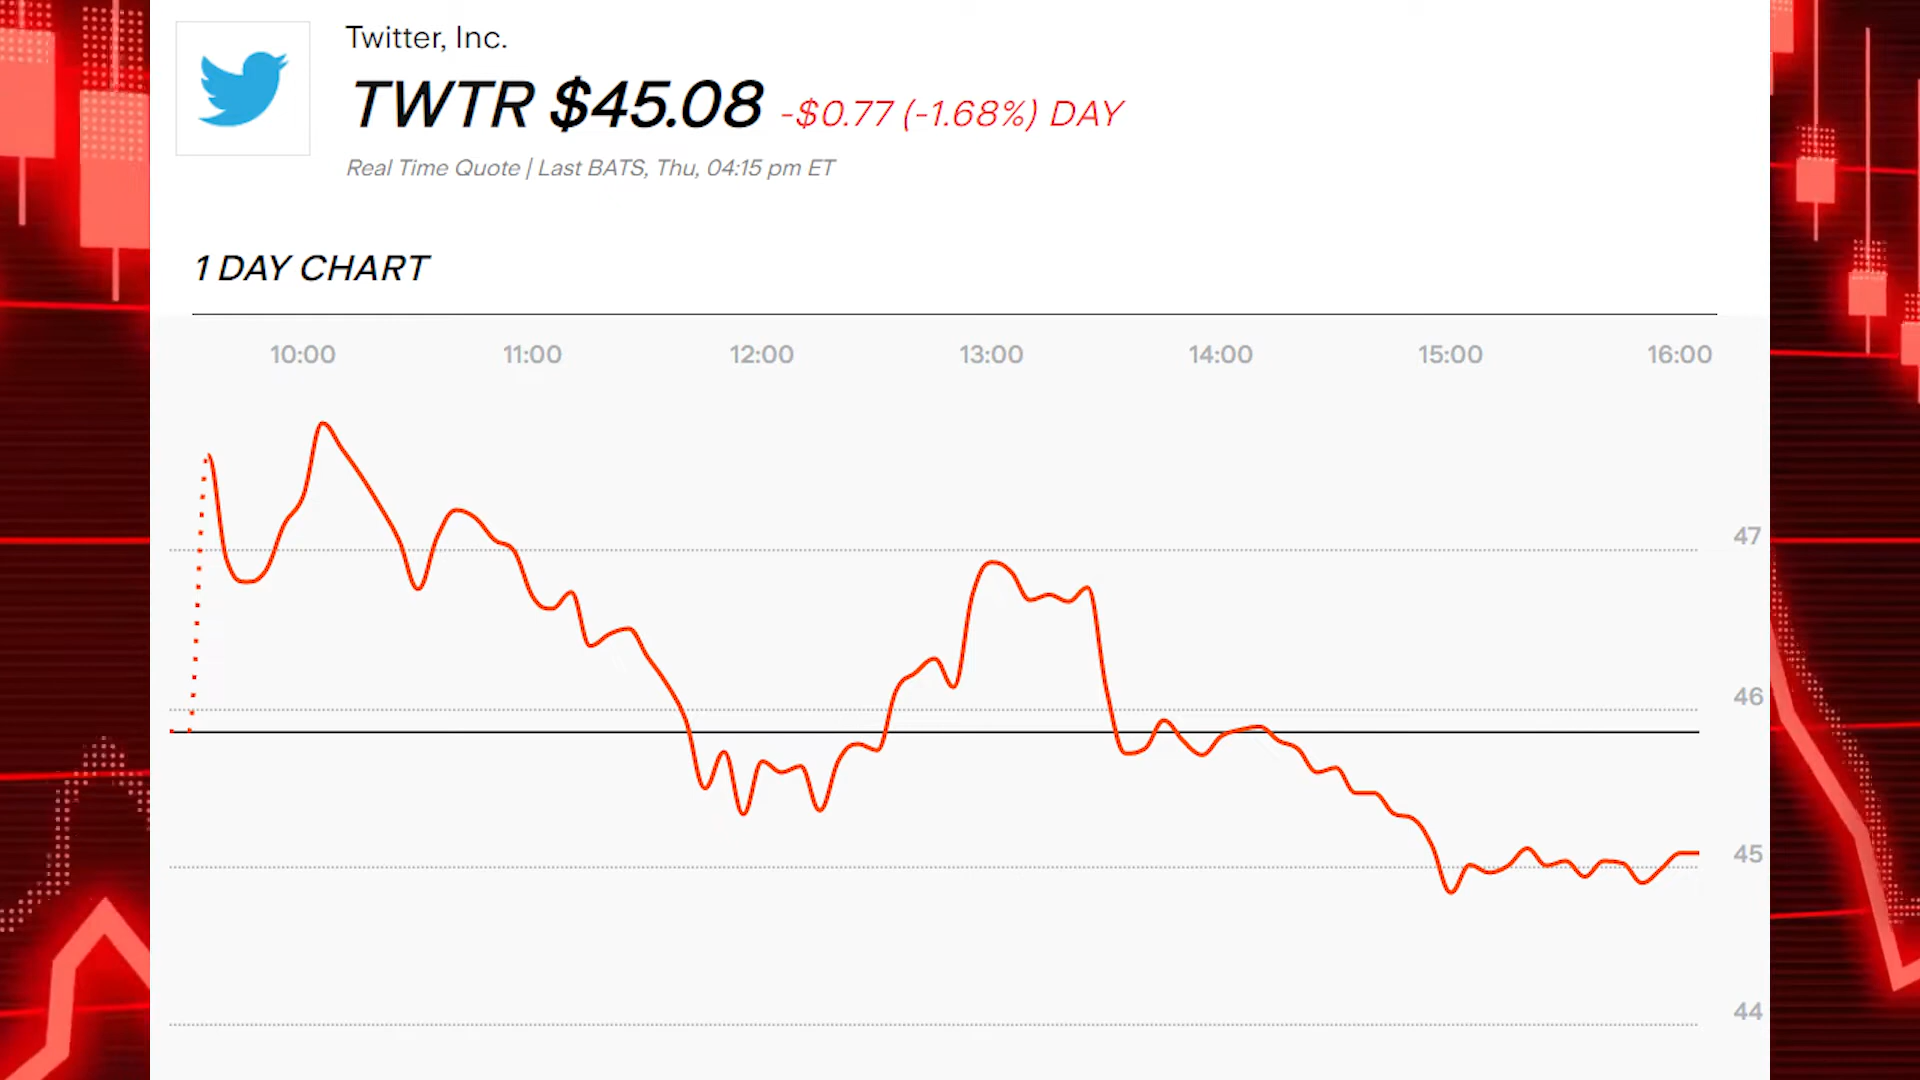 Twitter, Inc.
TWTR $45.08 -$0.77 (-1.68%) DAY
Real Time Quote | Last BATS, Thu, 04:15 pm ET
1 DAY CHART
10:00 11:00 12:00 13:00 14:00 15:00 16:00
47
46
45
44